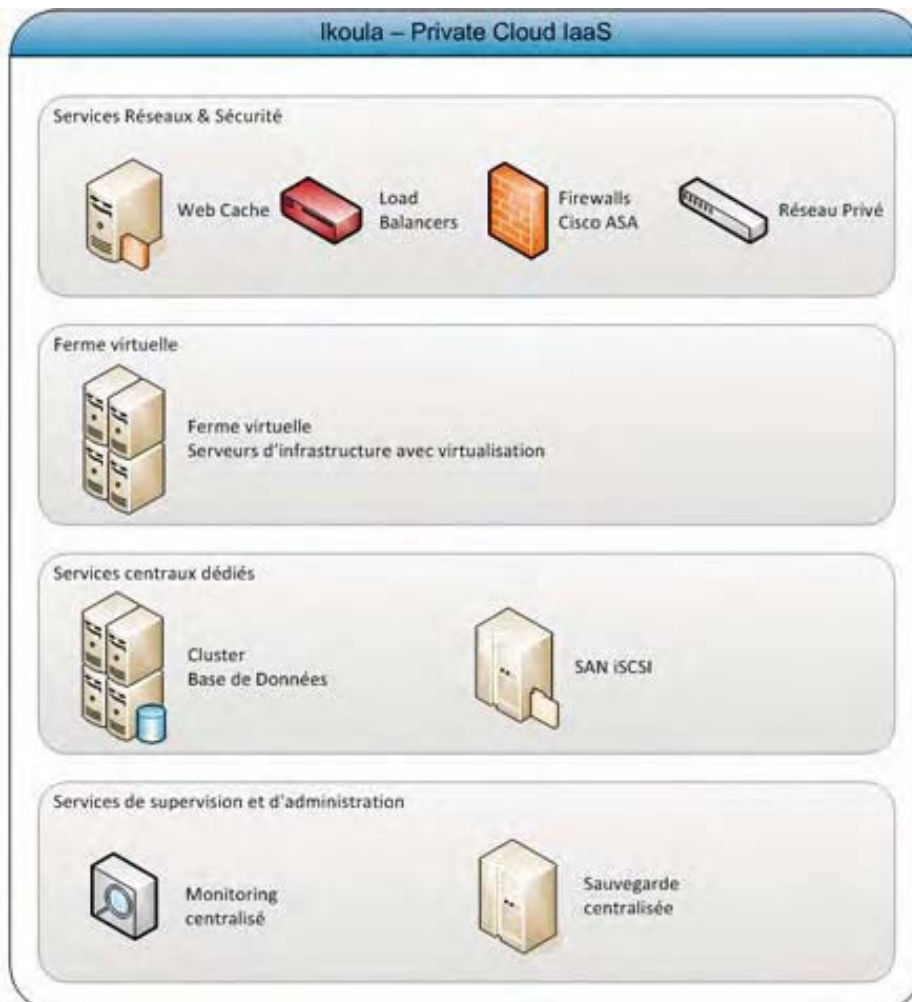 Ikoula – Private Cloud IaaS
Services Réseaux & Sécurité
Web Cache
Load
Balancers
Firewalls
Cisco ASA
Réseau Privé
Ferme virtuelle
Ferme virtuelle
Serveurs d'infrastructure avec virtualisation
Services centraux dédiés
Cluster
Base de Données
SAN iSCSI
Services de supervision et d'administration
Monitoring
centralisé
Sauvegarde
centralisée